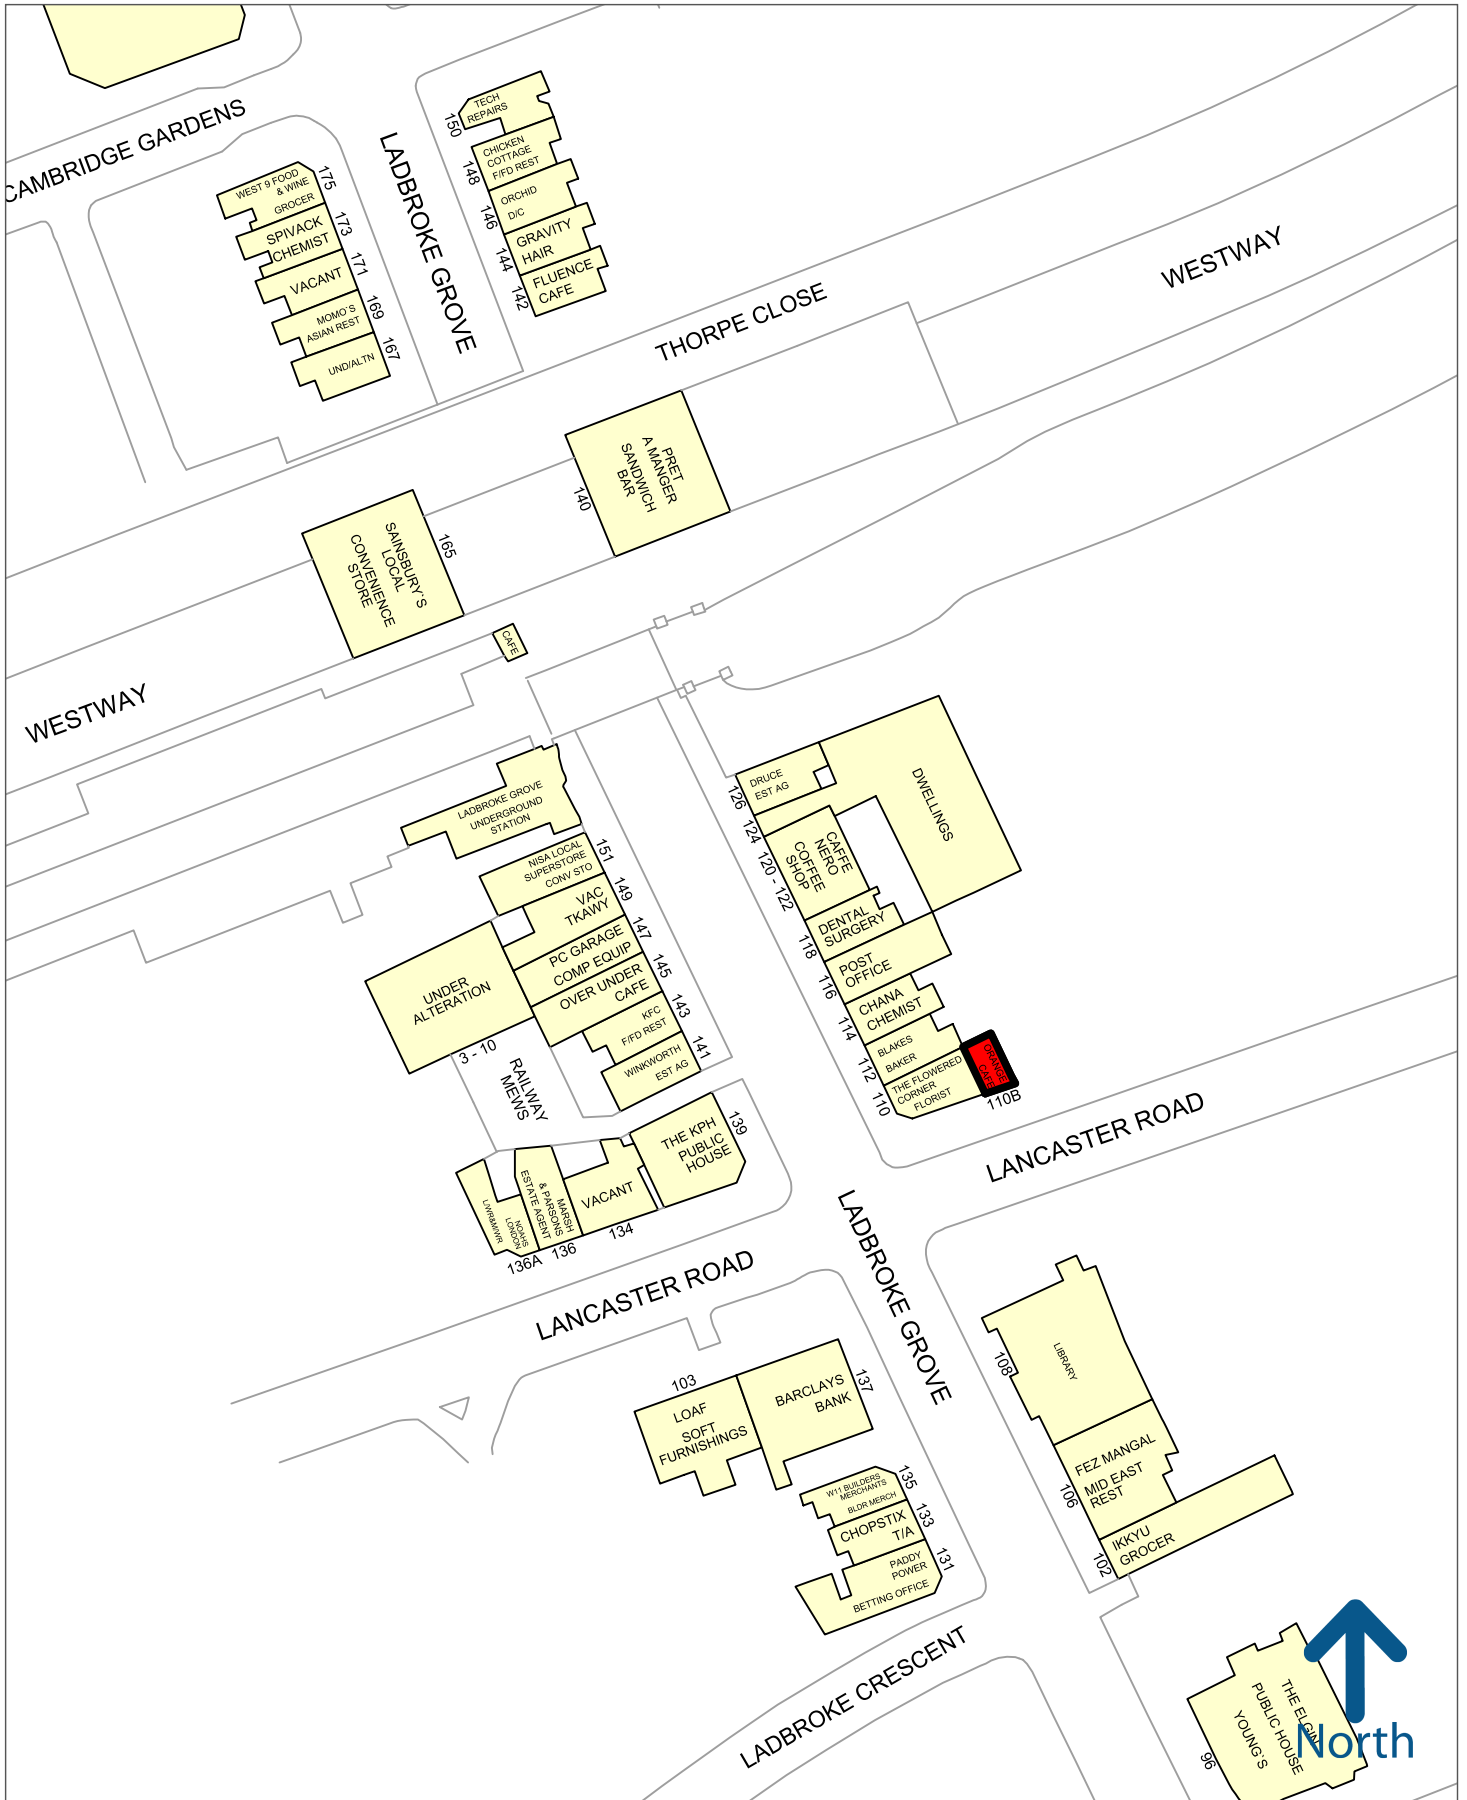 CAMBRIDGE GARDENS
LADBROKE GROVE
150
TECH
REPAIRS
148
CHICKEN
COTTAGE
F/FD REST
146
ORCHID
D/C
144
GRAVITY
HAIR
142
FLUENCE
CAFE
WEST 9 FOOD
& WINE
GROCER
175
SPIVACK
CHEMIST
173
VACANT
171
MOMO`S
ASIAN REST
169
UND/ALTN
167
THORPE CLOSE
WESTWAY
PRET
A MANGER
SANDWICH
BAR
140
SAINSBURY`S
LOCAL
CONVENIENCE
STORE
165
CAFE
WESTWAY
LADBROKE GROVE
UNDERGROUND
STATION
NISA LOCAL
SUPERSTORE
CONV STO
151
VAC
TKAWY
149
PC GARAGE
COMP EQUIP
147
OVER UNDER
CAFE
145
KFC
F/FD REST
143
WINKWORTH
EST AG
141
UNDER
ALTERATION
3 - 10
RAILWAY
MEWS
DRUCE
EST AG
126
124
DWELLINGS
CAFFE
NERO
COFFEE
SHOP
120 - 122
DENTAL
SURGERY
118
POST
OFFICE
116
CHANA
CHEMIST
114
BLAKES
BAKER
112
THE FLOWERED
CORNER
FLORIST
110
ORANGE
CAFE
110B
LANCASTER ROAD
THE KPH
PUBLIC
HOUSE
139
VACANT
134
MARSH
& PARSONS
ESTATE AGENT
136
NOAHS
LONDON
L/WR&M/WR
136A
LANCASTER ROAD
LADBROKE GROVE
103
LOAF
SOFT
FURNISHINGS
BARCLAYS
BANK
137
W11 BUILDERS
MERCHANTS
BLDR MERCH
135
CHOPSTIX
T/A
133
PADDY
POWER
BETTING OFFICE
131
LIBRARY
108
FEZ MANGAL
MID EAST
REST
106
IKKYU
GROCER
102
LADBROKE CRESCENT
THE ELGIN
PUBLIC HOUSE
YOUNG`S
96
North